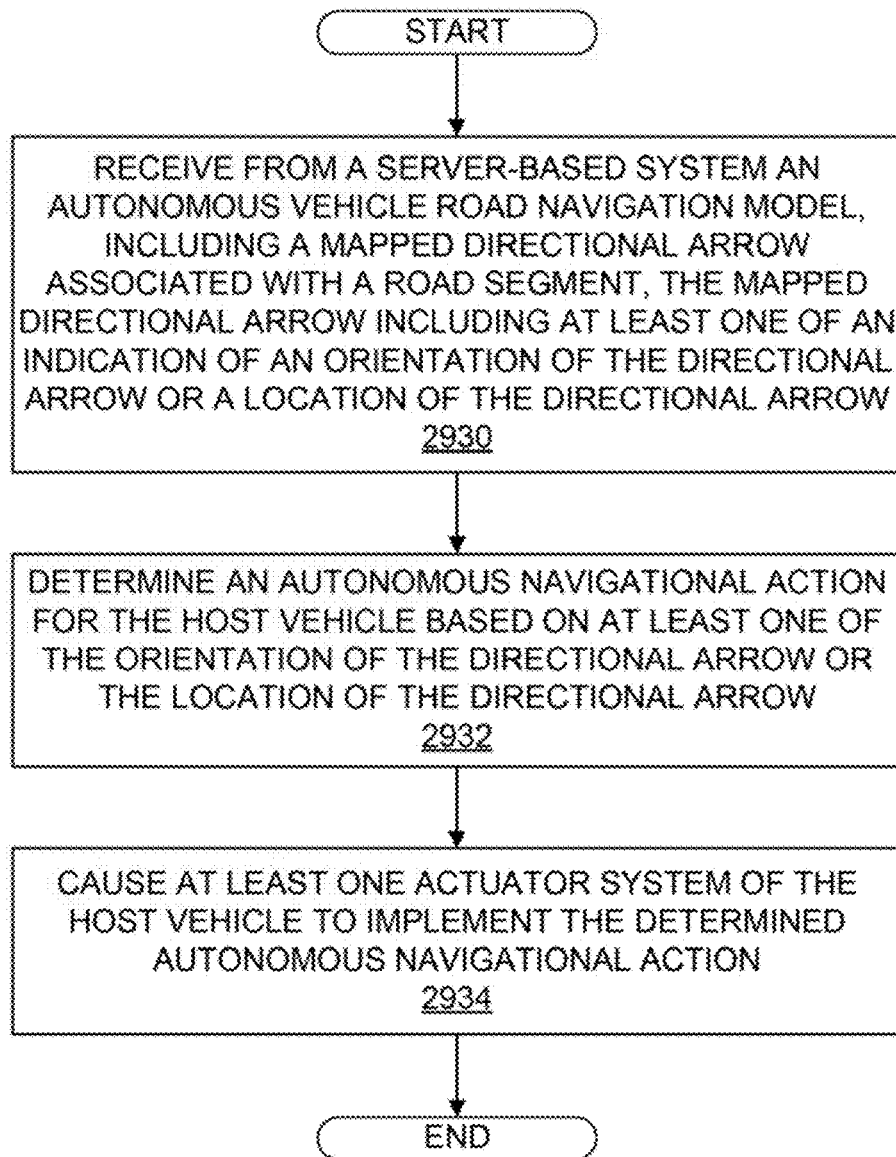 START
RECEIVE FROM A SERVER-BASED SYSTEM AN
AUTONOMOUS VEHICLE ROAD NAVIGATION MODEL,
INCLUDING A MAPPED DIRECTIONAL ARROW
ASSOCIATED WITH A ROAD SEGMENT, THE MAPPED
DIRECTIONAL ARROW INCLUDING AT LEAST ONE OF AN
INDICATION OF AN ORIENTATION OF THE DIRECTIONAL
ARROW OR A LOCATION OF THE DIRECTIONAL ARROW
2930
DETERMINE AN AUTONOMOUS NAVIGATIONAL ACTION
FOR THE HOST VEHICLE BASED ON AT LEAST ONE OF
THE ORIENTATION OF THE DIRECTIONAL ARROW OR
THE LOCATION OF THE DIRECTIONAL ARROW
2932
CAUSE AT LEAST ONE ACTUATOR SYSTEM OF THE
HOST VEHICLE TO IMPLEMENT THE DETERMINED
AUTONOMOUS NAVIGATIONAL ACTION
2934
END